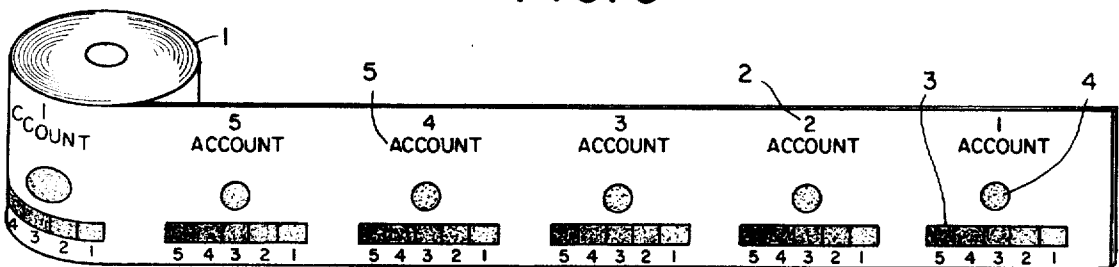 1
5 2 3 4
1 5 4 3 2 1
CCOUNT ACCOUNT ACCOUNT ACCOUNT ACCOUNT ACCOUNT
4 3 2 1 5 4 3 2 1 5 4 3 2 1 5 4 3 2 1 5 4 3 2 1 5 4 3 2 1